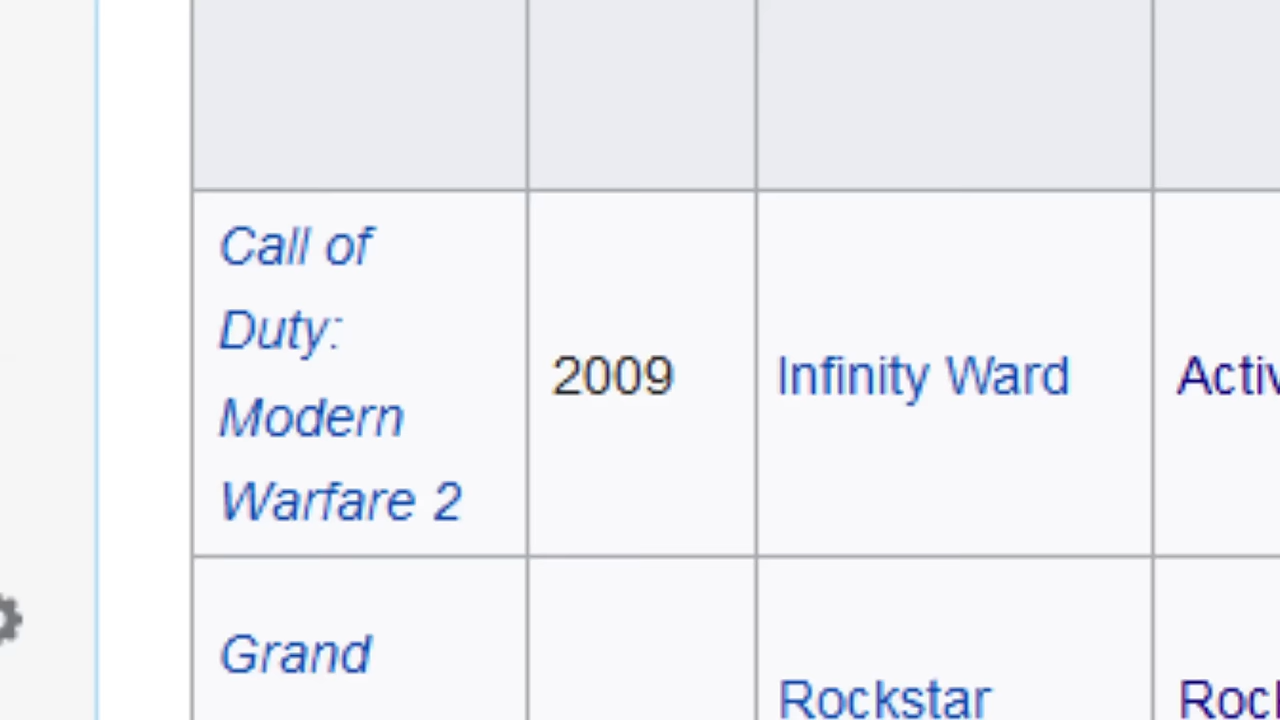 Call of
Duty:
Modern
Warfare 2
2009
Infinity Ward
Grand
Rockstar